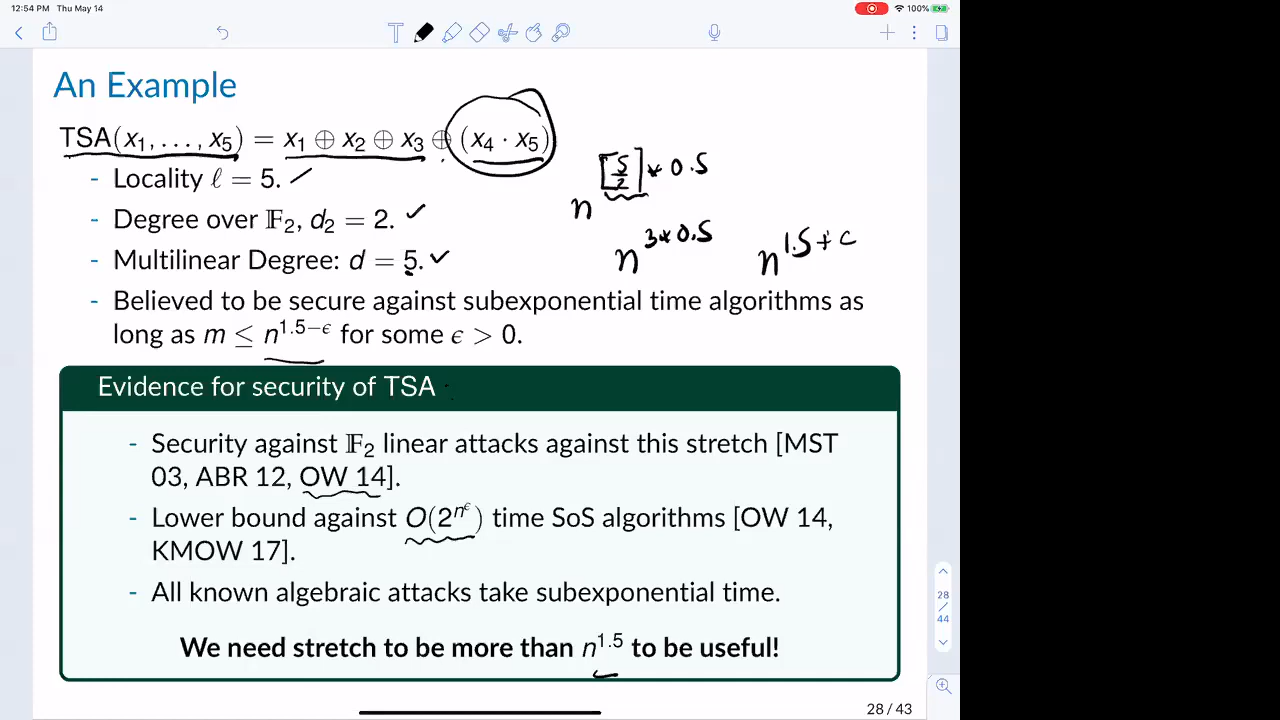 12:54 PM Thu May 14
100%
An Example
TSA(x₁, …, x₅) = x₁ ⊕ x₂ ⊕ x₃ ⊕ (x₄ · x₅)
- Locality ℓ = 5.
- Degree over 𝔽₂, d₂ = 2.
- Multilinear Degree: d = 5.
- Believed to be secure against subexponential time algorithms as
long as m ≤ n^{1.5−ϵ} for some ϵ > 0.
n^{⌈5/2⌉ * 0.5}
n^{3*0.5}
n^{1.5+c}
Evidence for security of TSA
- Security against 𝔽₂ linear attacks against this stretch [MST
03, ABR 12, OW 14].
- Lower bound against O(2^{n^ϵ}) time SoS algorithms [OW 14,
KMOW 17].
- All known algebraic attacks take subexponential time.
We need stretch to be more than n^{1.5} to be useful!
28
/
44
28 / 43